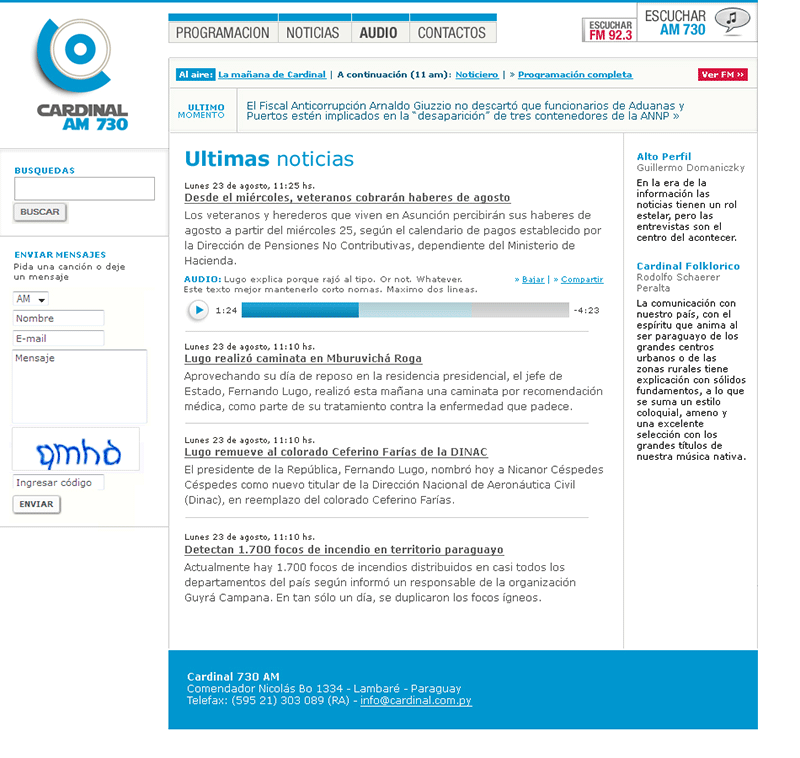 CARDINAL
AM 730
PROGRAMACION
NOTICIAS
AUDIO
CONTACTOS
ESCUCHAR
FM 92.3
ESCUCHAR
AM 730
Al aire: La mañana de Cardinal | A continuación (11 am): Noticiero | » Programación completa
Ver FM »
ULTIMO
MOMENTO
El Fiscal Anticorrupción Arnaldo Giuzzio no descartó que funcionarios de Aduanas y
Puertos estén implicados en la “desaparición” de tres contenedores de la ANNP »
BUSQUEDAS
BUSCAR
ENVIAR MENSAJES
Pida una canción o deje
un mensaje
AM
Nombre
E-mail
Mensaje
qmhd
Ingresar código
ENVIAR
Ultimas noticias
Lunes 23 de agosto, 11:25 hs.
Desde el miércoles, veteranos cobrarán haberes de agosto
Los veteranos y herederos que viven en Asunción percibirán sus haberes de
agosto a partir del miércoles 25, según el calendario de pagos establecido por
la Dirección de Pensiones No Contributivas, dependiente del Ministerio de
Hacienda.
AUDIO: Lugo explica porque rajó al tipo. Or not. Whatever.
Este texto mejor mantenerlo corto nomas. Maximo dos lineas.
» Bajar | » Compartir
1:24
-4:23
Lunes 23 de agosto, 11:10 hs.
Lugo realizó caminata en Mburuvichá Roga
Aprovechando su día de reposo en la residencia presidencial, el jefe de
Estado, Fernando Lugo, realizó esta mañana una caminata por recomendación
médica, como parte de su tratamiento contra la enfermedad que padece.
Lunes 23 de agosto, 11:10 hs.
Lugo remueve al colorado Ceferino Farías de la DINAC
El presidente de la República, Fernando Lugo, nombró hoy a Nicanor Céspedes
Céspedes como nuevo titular de la Dirección Nacional de Aeronáutica Civil
(Dinac), en reemplazo del colorado Ceferino Farías.
Lunes 23 de agosto, 11:10 hs.
Detectan 1.700 focos de incendio en territorio paraguayo
Actualmente hay 1.700 focos de incendios distribuidos en casi todos los
departamentos del país según informó un responsable de la organización
Guyrá Campana. En tan sólo un día, se duplicaron los focos ígneos.
Alto Perfil
Guillermo Domaniczky
En la era de la
información las
noticias tienen un rol
estelar, pero las
entrevistas son el
centro del acontecer.
Cardinal Folklorico
Rodolfo Schaerer
Peralta
La comunicación con
nuestro país, con el
espíritu que anima al
ser paraguayo de los
grandes centros
urbanos o de las
zonas rurales tiene
explicación con sólidos
fundamentos, a lo que
se suma un estilo
coloquial, ameno y
una excelente
selección con los
grandes títulos de
nuestra música nativa.
Cardinal 730 AM
Comendador Nicolás Bo 1334 - Lambaré - Paraguay
Telefax: (595 21) 303 089 (RA) - info@cardinal.com.py